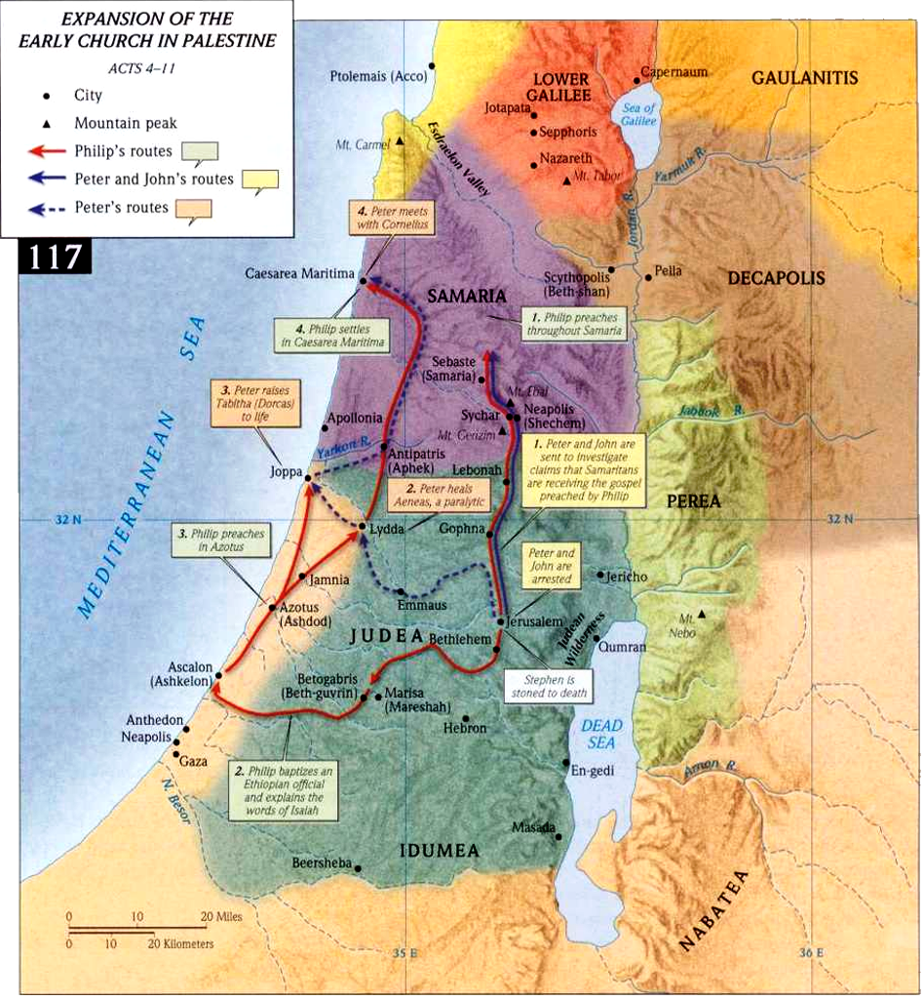 EXPANSION OF THE
EARLY CHURCH IN PALESTINE
ACTS 4–11
City
Mountain peak
Philip's routes
Peter and John's routes
Peter's routes
117
Ptolemais (Acco)
LOWER
GALILEE
Capernaum
GAULANITIS
Jotapata
Sea of
Galilee
Sepphoris
Mt. Carmel
Esdraelon Valley
Nazareth
Mt. Tabor
Yarmuk R.
Jordan R.
4. Peter meets
with Cornelius
Caesarea Maritima
Scythopolis
(Beth-shan)
Pella
DECAPOLIS
SAMARIA
1. Philip preaches
throughout Samaria
4. Philip settles
in Caesarea Maritima
MEDITERRANEAN SEA
Sebaste
(Samaria)
3. Peter raises
Tabitha (Dorcas)
to life
Mt. Ebal
Apollonia
Sychar
Neapolis
(Shechem)
Jabbok R.
Mt. Gerizim
Yarkon R.
Antipatris
(Aphek)
1. Peter and John are
sent to investigate
claims that Samaritans
are receiving the gospel
preached by Philip
Joppa
Lebonah
2. Peter heals
Aeneas, a paralytic
PEREA
32 N
32 N
Lydda
Gophna
3. Philip preaches
in Azotus
Peter and
John are
arrested
Jamnia
Jericho
Emmaus
Azotus
(Ashdod)
Jerusalem
Judean
Wilderness
Mt.
Nebo
JUDEA
Bethlehem
Qumran
Ascalon
(Ashkelon)
Betogabris
(Beth-guvrin)
Marisa
(Mareshah)
Stephen is
stoned to death
Anthedon
Neapolis
Hebron
DEAD
SEA
Gaza
En-gedi
Arnon R.
2. Philip baptizes an
Ethiopian official
and explains the
words of Isaiah
N. Besor
Masada
IDUMEA
Beersheba
NABATEA
0 10 20 Miles
0 10 20 Kilometers
35 E
36 E